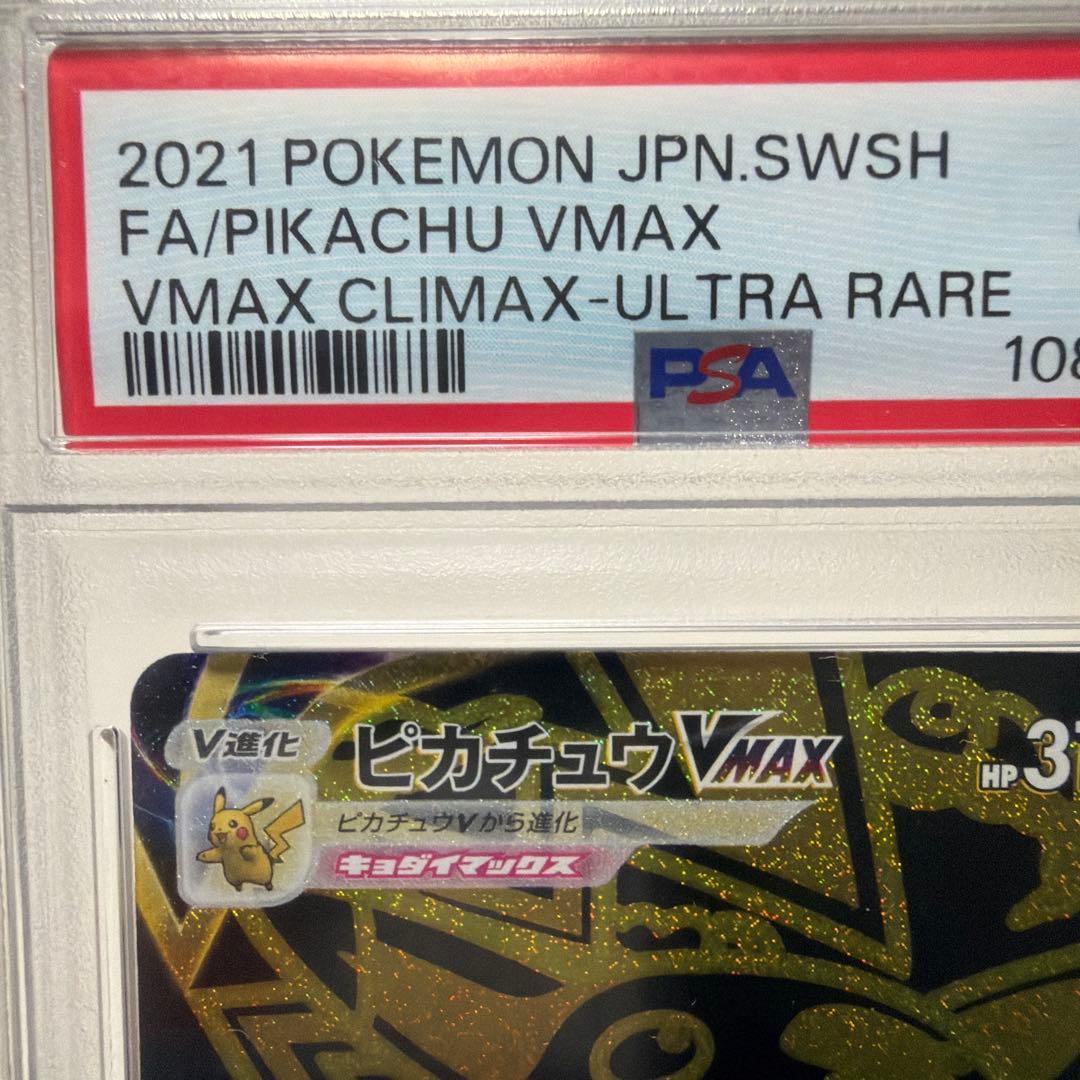 2021 POKEMON JPN.SWSH
FA/PIKACHU VMAX
VMAX CLIMAX-ULTRA RARE
108
PSA
V進化
ピカチュウVMAX
HP 3
ピカチュウVから進化
キョダイマックス